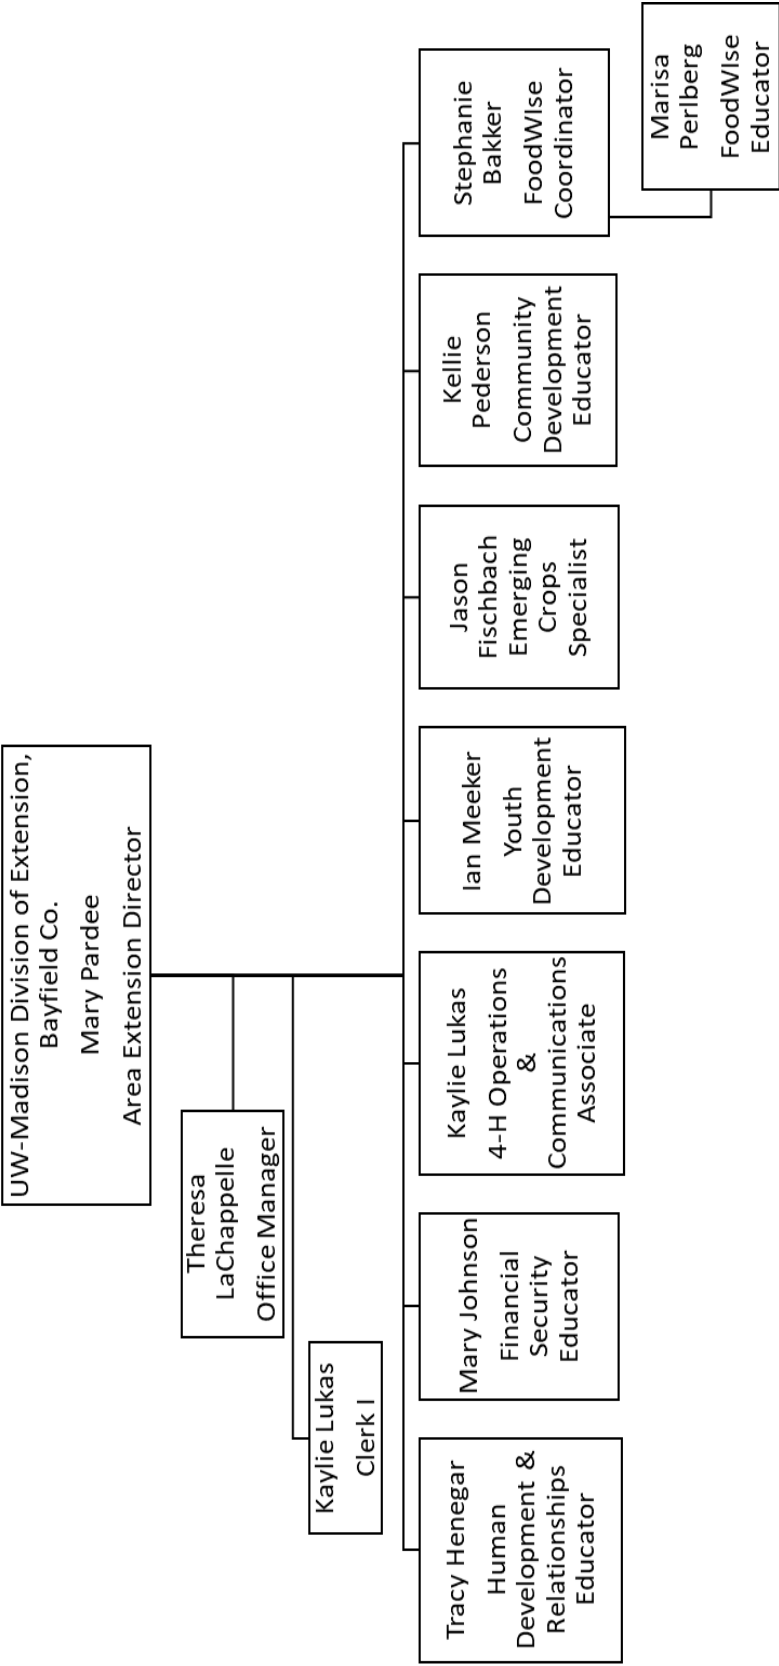 UW-Madison Division of Extension,
Bayfield Co.
Mary Pardee
Area Extension Director
Theresa
LaChappelle
Office Manager
Kaylie Lukas
Clerk I
Tracy Henegar
Human
Development &
Relationships
Educator
Mary Johnson
Financial
Security
Educator
Kaylie Lukas
4-H Operations
&
Communications
Associate
Ian Meeker
Youth
Development
Educator
Jason
Fischbach
Emerging
Crops
Specialist
Kellie
Pederson
Community
Development
Educator
Stephanie
Bakker
FoodWIse
Coordinator
Marisa
Perlberg
FoodWIse
Educator